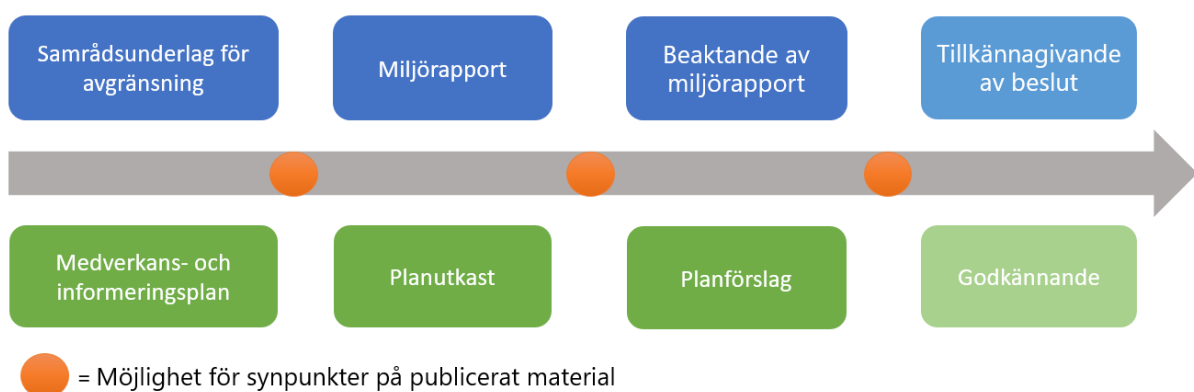 Samrådsunderlag för
avgränsning
Miljörapport
Beaktande av
miljörapport
Tillkännagivande
av beslut
Medverkans- och
informeringsplan
Planutkast
Planförslag
Godkännande
= Möjlighet för synpunkter på publicerat material